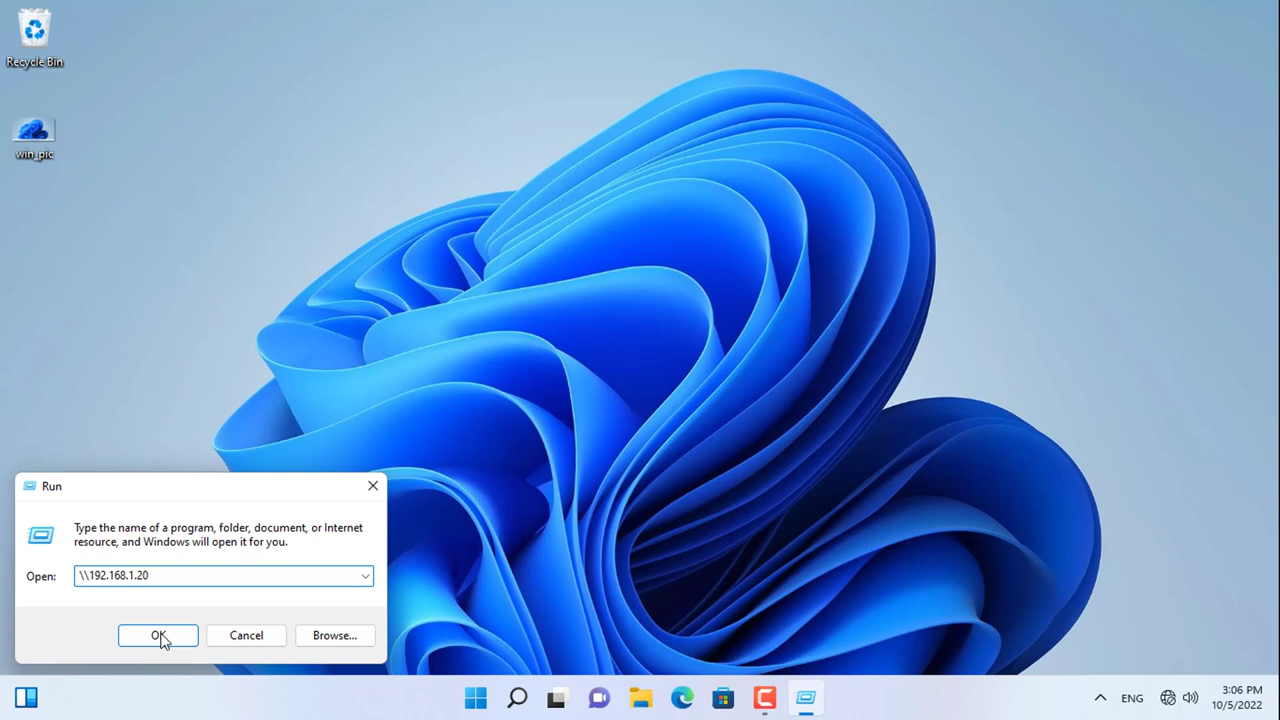 Recycle Bin
win_pic
Run
Type the name of a program, folder, document, or Internet
resource, and Windows will open it for you.
Open: \\192.168.1.20
OK Cancel Browse...
ENG
3:06 PM
10/5/2022